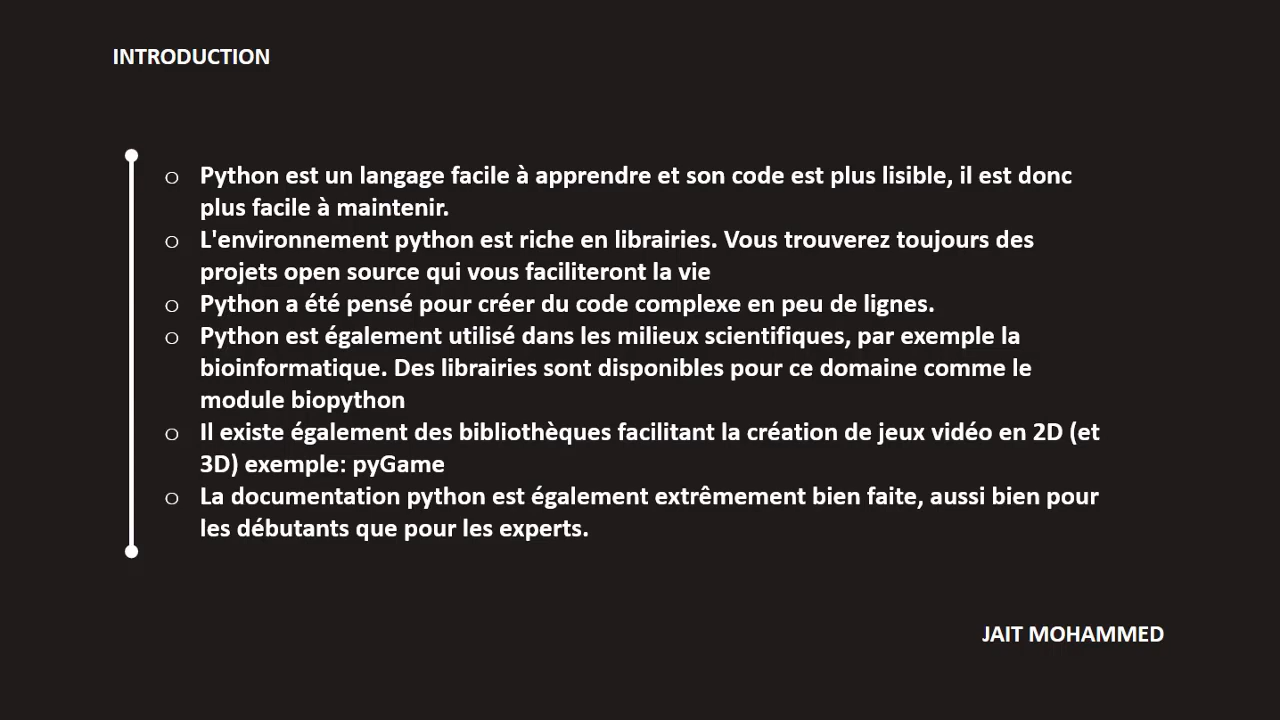 INTRODUCTION
o Python est un langage facile à apprendre et son code est plus lisible, il est donc
plus facile à maintenir.
o L'environnement python est riche en librairies. Vous trouverez toujours des
projets open source qui vous faciliteront la vie
o Python a été pensé pour créer du code complexe en peu de lignes.
o Python est également utilisé dans les milieux scientifiques, par exemple la
bioinformatique. Des librairies sont disponibles pour ce domaine comme le
module biopython
o Il existe également des bibliothèques facilitant la création de jeux vidéo en 2D (et
3D) exemple: pyGame
o La documentation python est également extrêmement bien faite, aussi bien pour
les débutants que pour les experts.
JAIT MOHAMMED